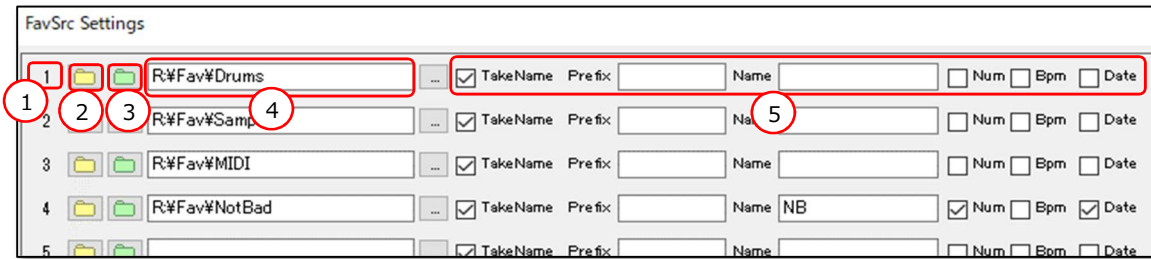 FavSrc Settings
1 R:¥Fav¥Drums ... TakeName Prefix Name Num Bpm Date
1 2 3 4 5
2 R:¥Fav¥Samp ... TakeName Prefix Num Bpm Date
3 R:¥Fav¥MIDI ... TakeName Prefix Name Num Bpm Date
4 R:¥Fav¥NotBad ... TakeName Prefix Name NB Num Bpm Date
5 TakeName Prefix Name Num Bpm Date